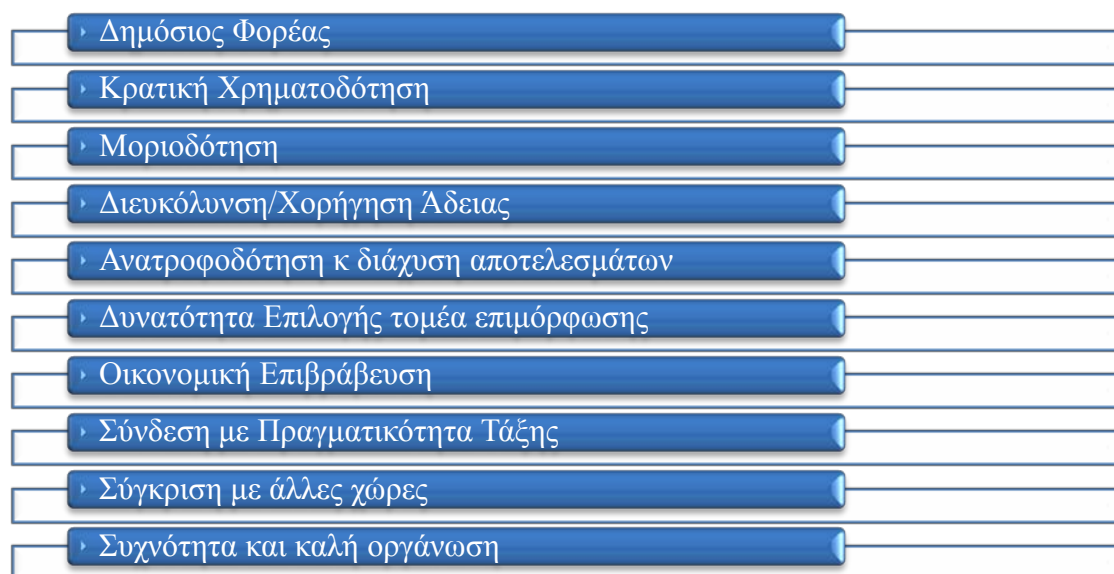 Δημόσιος Φορέας
Κρατική Χρηματοδότηση
Μοριοδότηση
Διευκόλυνση/Χορήγηση Άδειας
Ανατροφοδότηση κ διάχυση αποτελεσμάτων
Δυνατότητα Επιλογής τομέα επιμόρφωσης
Οικονομική Επιβράβευση
Σύνδεση με Πραγματικότητα Τάξης
Σύγκριση με άλλες χώρες
Συχνότητα και καλή οργάνωση